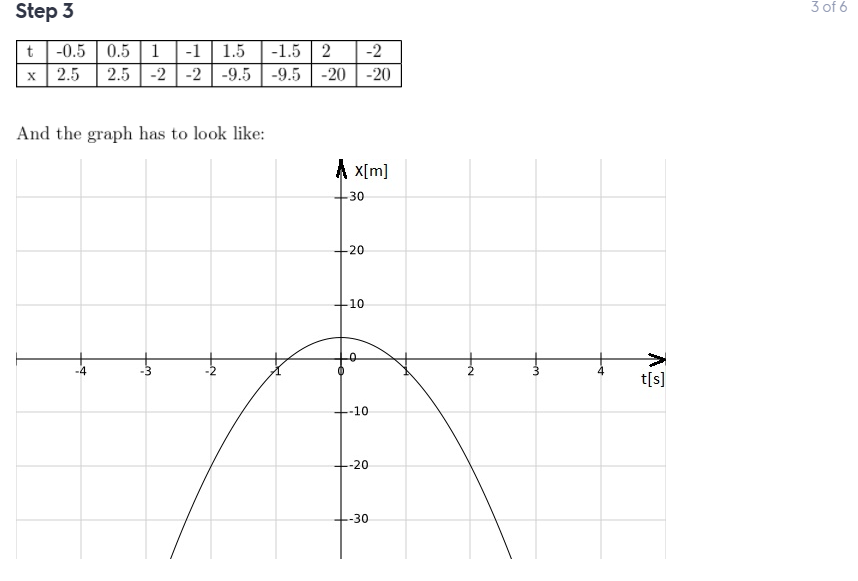 Step 3
3 of 6
t -0.5 0.5 1 -1 1.5 -1.5 2 -2
x 2.5 2.5 -2 -2 -9.5 -9.5 -20 -20
And the graph has to look like:
X[m]
30
20
10
0
-4 -3 -2 -1 0 1 2 3 4
t[s]
-10
-20
-30